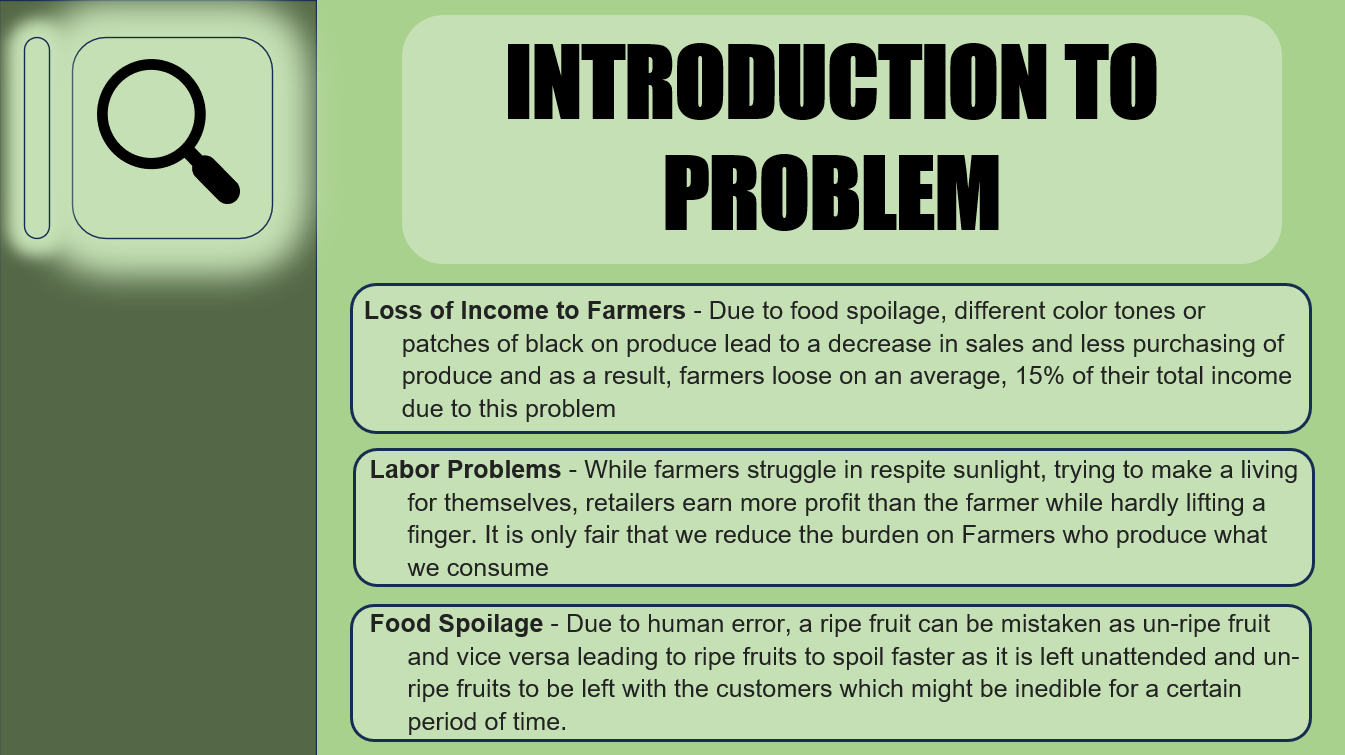 INTRODUCTION TO
PROBLEM
Loss of Income to Farmers - Due to food spoilage, different color tones or
patches of black on produce lead to a decrease in sales and less purchasing of
produce and as a result, farmers loose on an average, 15% of their total income
due to this problem
Labor Problems - While farmers struggle in respite sunlight, trying to make a living
for themselves, retailers earn more profit than the farmer while hardly lifting a
finger. It is only fair that we reduce the burden on Farmers who produce what
we consume
Food Spoilage - Due to human error, a ripe fruit can be mistaken as un-ripe fruit
and vice versa leading to ripe fruits to spoil faster as it is left unattended and un-
ripe fruits to be left with the customers which might be inedible for a certain
period of time.